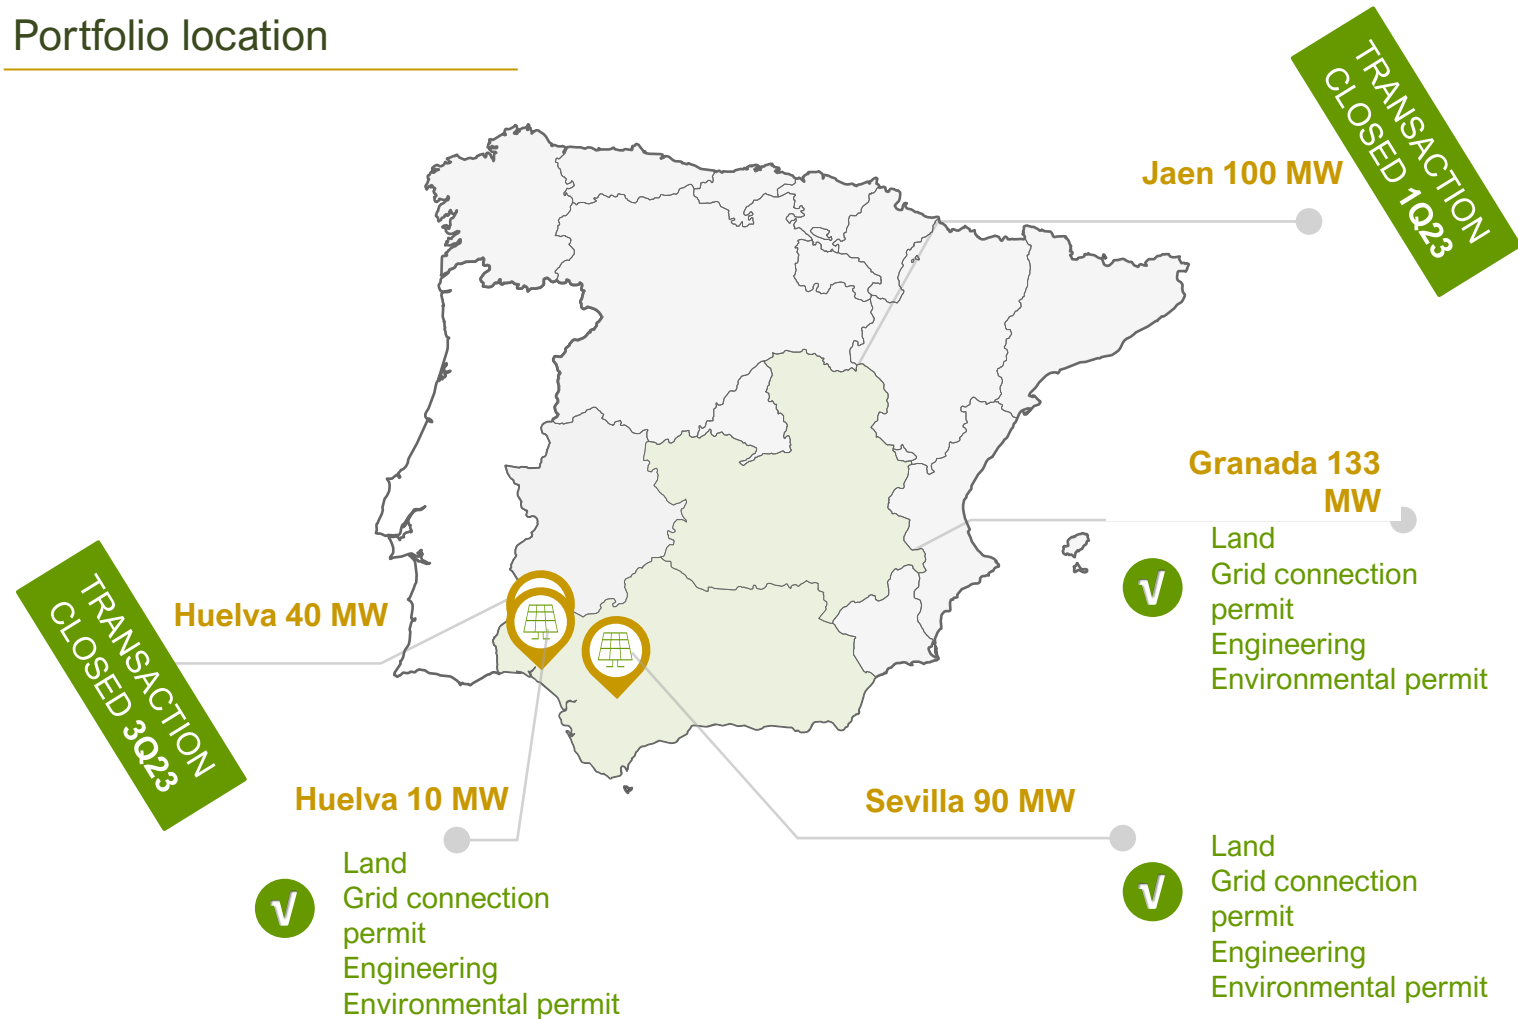 Portfolio location
TRANSACTION
CLOSED 1Q23
Jaen 100 MW
Granada 133
MW
Land
Grid connection
permit
Engineering
Environmental permit
√
TRANSACTION
CLOSED 3Q23
Huelva 40 MW
Huelva 10 MW
Land
Grid connection
permit
Engineering
Environmental permit
√
Sevilla 90 MW
Land
Grid connection
permit
Engineering
Environmental permit
√